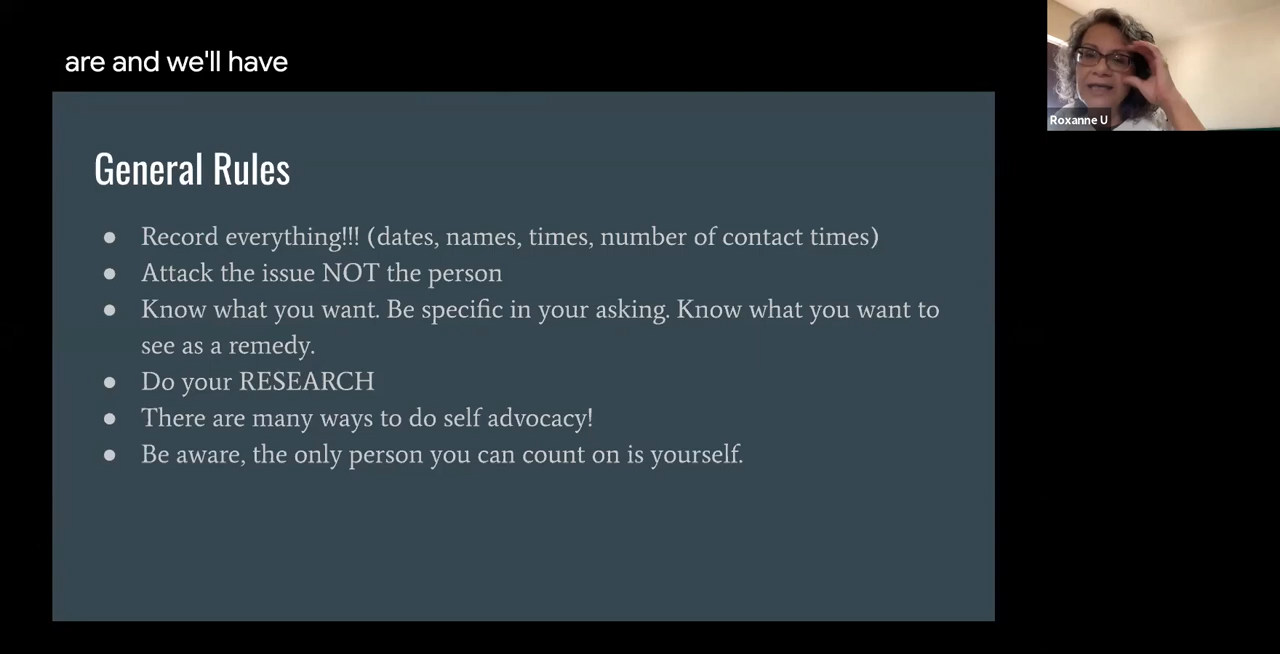 are and we'll have
General Rules
● Record everything!!! (dates, names, times, number of contact times)
● Attack the issue NOT the person
● Know what you want. Be specific in your asking. Know what you want to
see as a remedy.
● Do your RESEARCH
● There are many ways to do self advocacy!
● Be aware, the only person you can count on is yourself.
Roxanne U